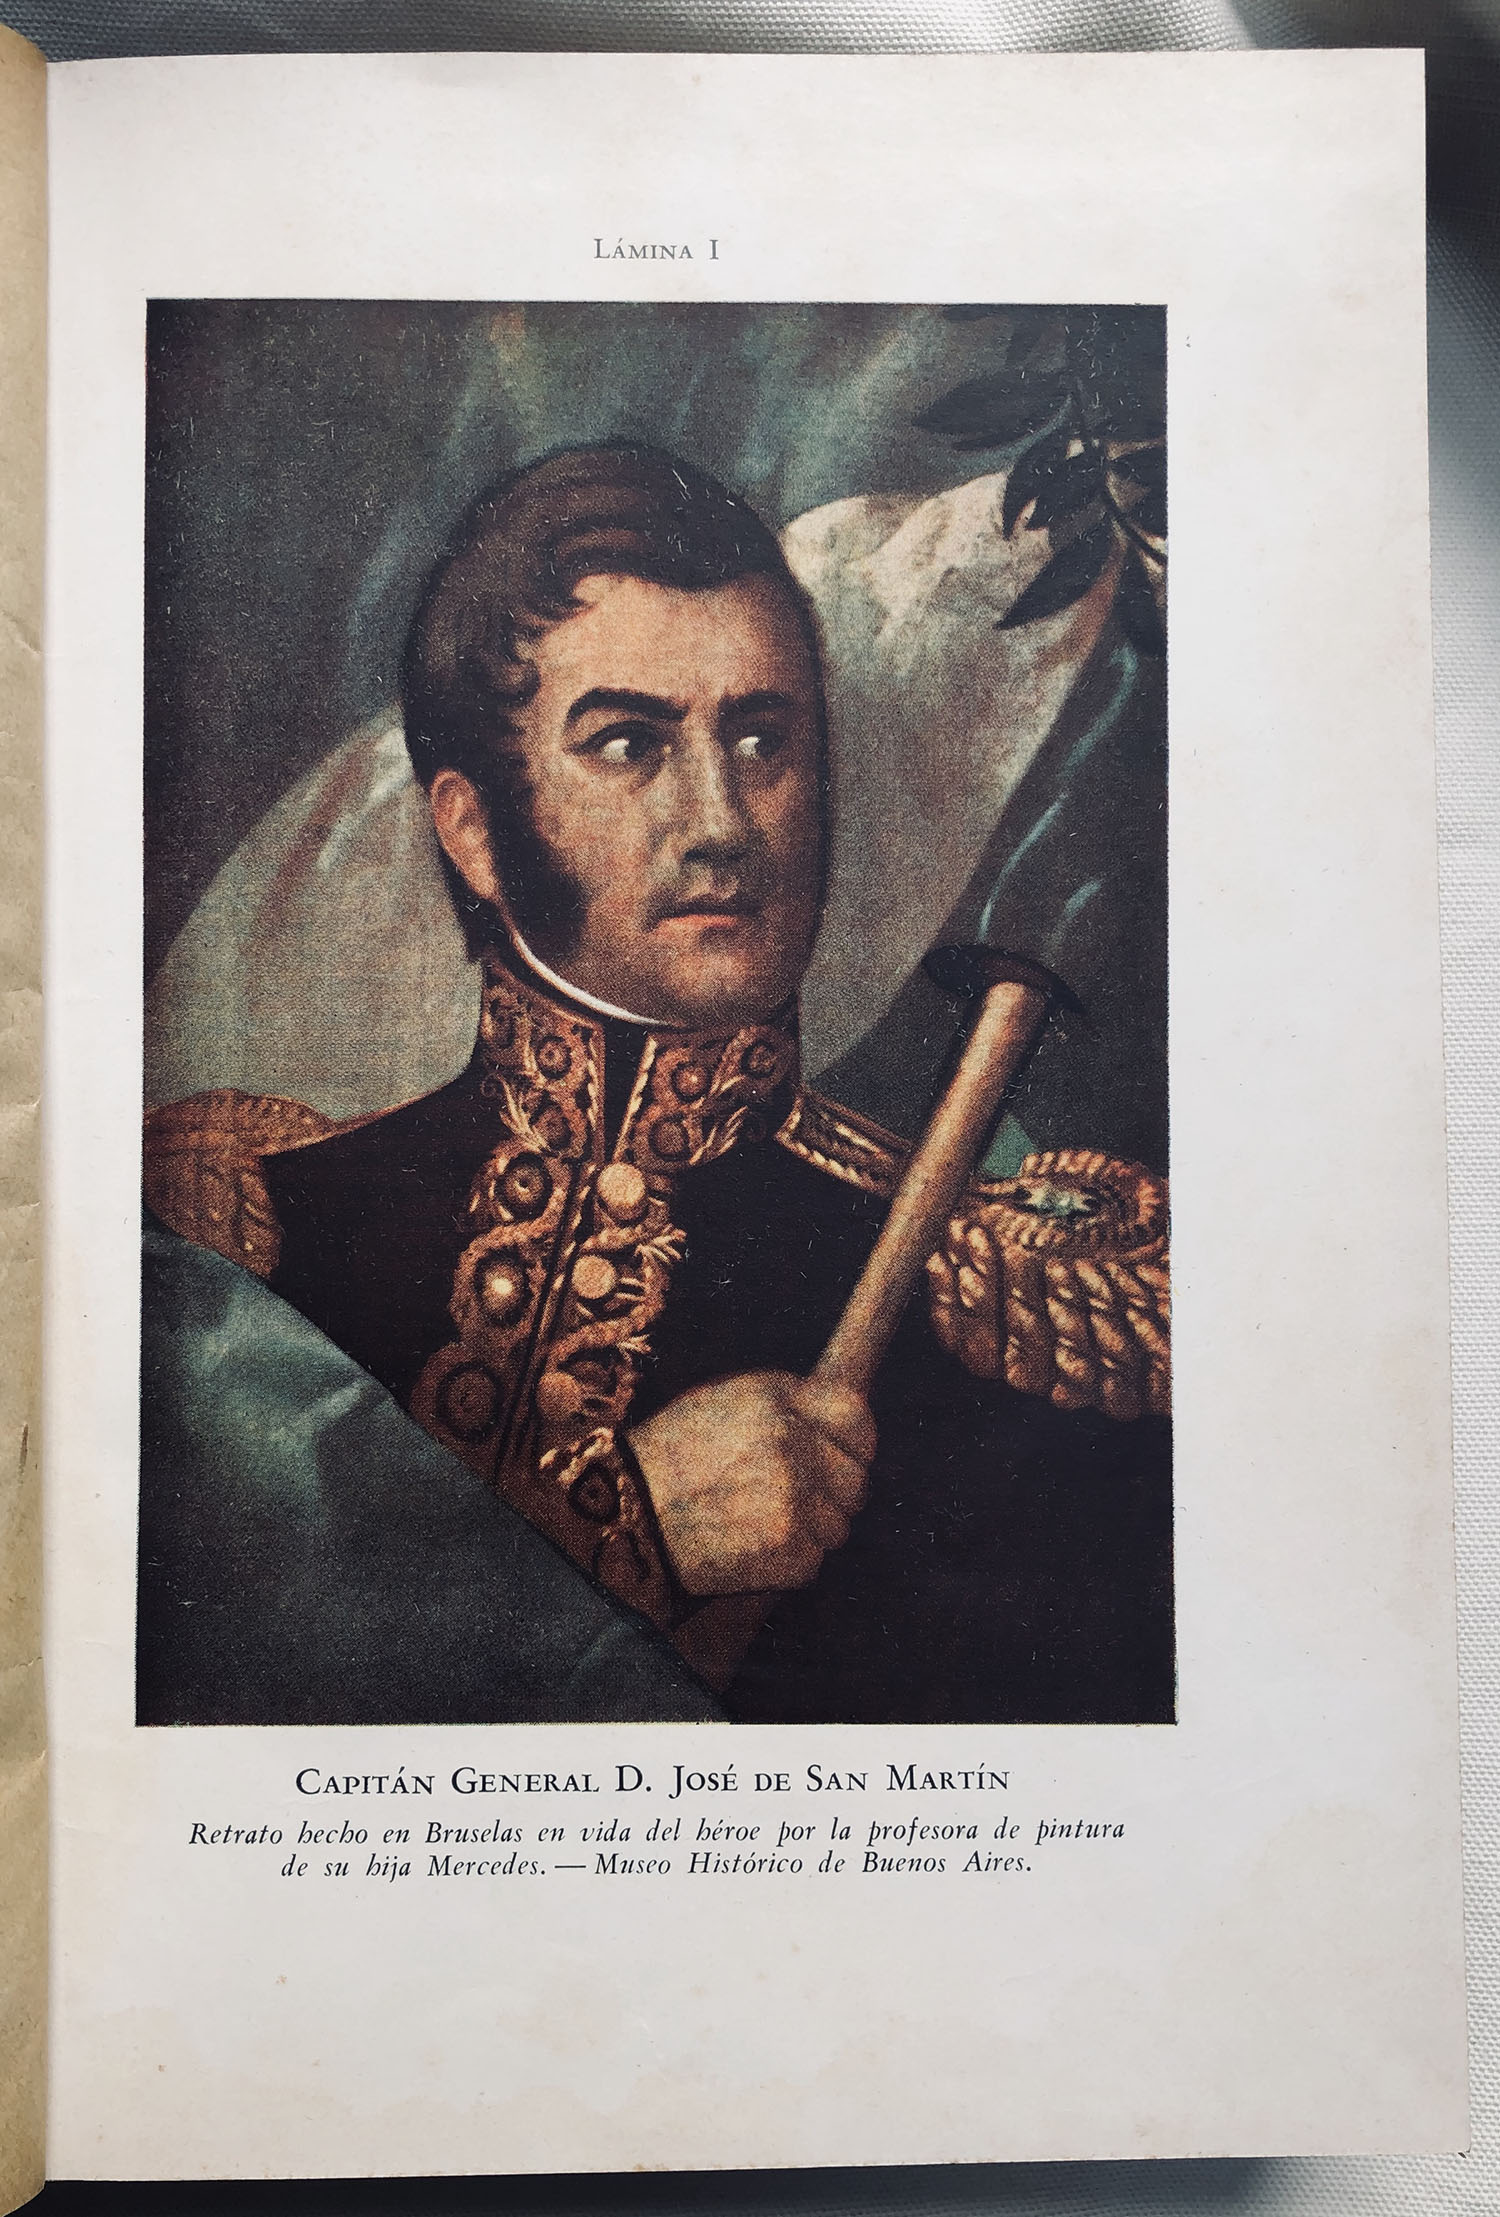 Lámina I
Capitán General D. José de San Martín
Retrato hecho en Bruselas en vida del héroe por la profesora de pintura
de su hija Mercedes. — Museo Histórico de Buenos Aires.